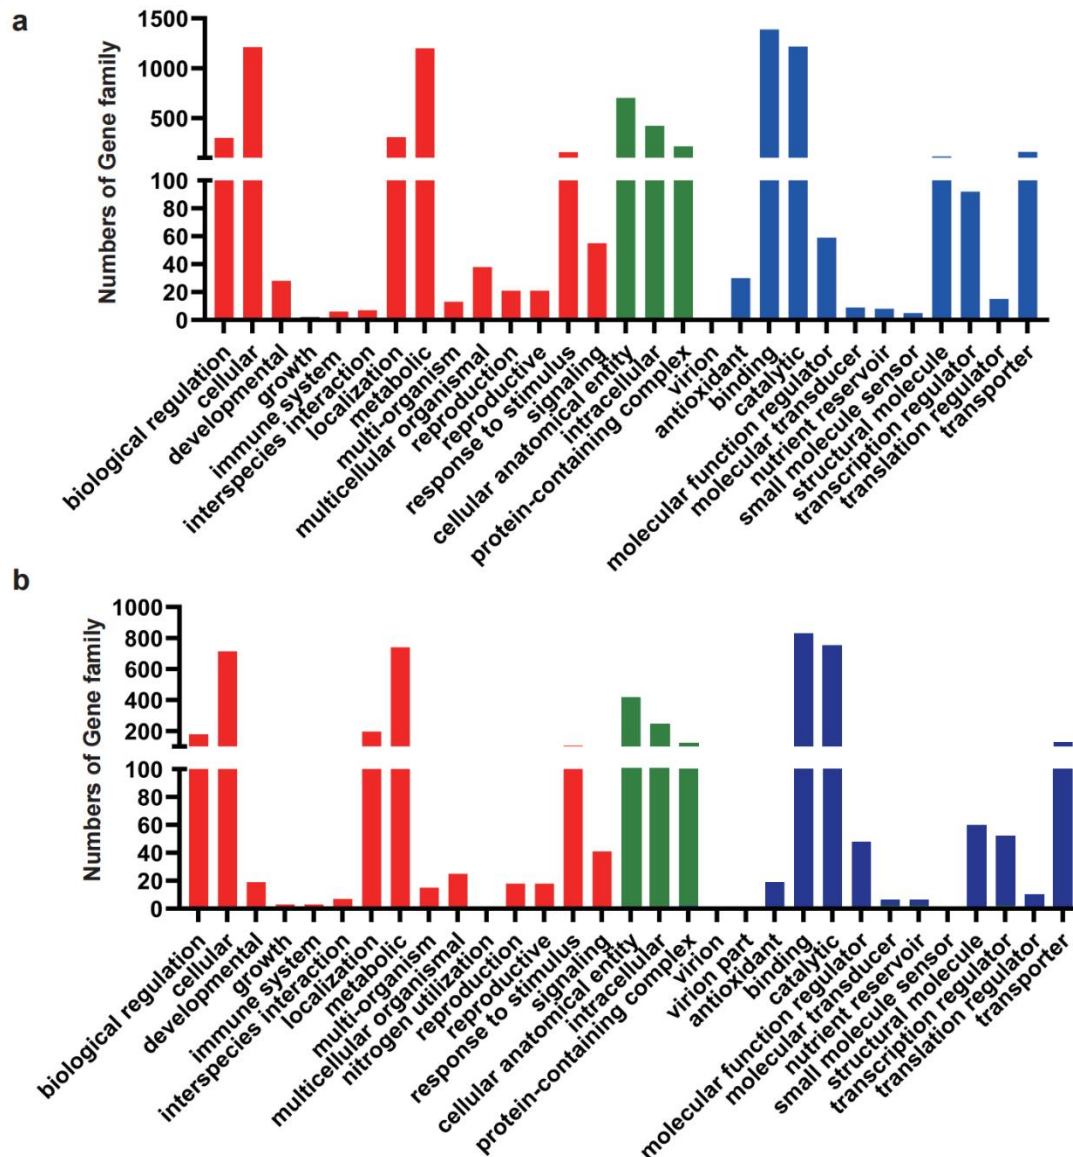 a
Numbers of Gene family
1500
1000
500
100
80
60
40
20
0
biological regulation
cellular
developmental
growth
immune system
interspecies interaction
localization
metabolic
multi-organism
multicellular organismal
reproduction
reproductive
response to stimulus
signaling
cellular anatomical entity
intracellular
protein-containing complex
virion
antioxidant
binding
catalytic
molecular function regulator
molecular transducer
nutrient reservoir
small molecule sensor
structural molecule
transcription regulator
translation regulator
transporter
b
Numbers of Gene family
1000
800
600
400
200
100
80
60
40
20
0
biological regulation
cellular
developmental
growth
immune system
interspecies interaction
localization
metabolic
multi-organism
multicellular organismal
nitrogen utilization
reproduction
reproductive
response to stimulus
signaling
cellular anatomical entity
intracellular
protein-containing complex
virion
virion part
antioxidant
binding
catalytic
molecular function regulator
molecular transducer
nutrient reservoir
small molecule sensor
structural molecule
transcription regulator
translation regulator
transporter